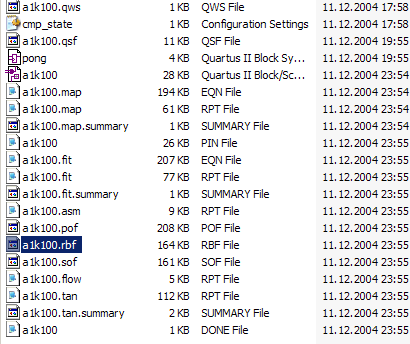 a1k100.qws 1 KB QWS File 11.12.2004 17:58
cmp_state 1 KB Configuration Settings 11.12.2004 17:58
a1k100.qsf 11 KB QSF File 11.12.2004 19:55
pong 4 KB Quartus II Block Sy... 11.12.2004 19:55
a1k100 28 KB Quartus II Block/Sc... 11.12.2004 23:54
a1k100.map 194 KB EQN File 11.12.2004 23:54
a1k100.map 61 KB RPT File 11.12.2004 23:54
a1k100.map.summary 1 KB SUMMARY File 11.12.2004 23:54
a1k100 26 KB PIN File 11.12.2004 23:55
a1k100.fit 207 KB EQN File 11.12.2004 23:55
a1k100.fit 77 KB RPT File 11.12.2004 23:55
a1k100.fit.summary 1 KB SUMMARY File 11.12.2004 23:55
a1k100.asm 9 KB RPT File 11.12.2004 23:55
a1k100.pof 208 KB POF File 11.12.2004 23:55
a1k100.rbf 164 KB RBF File 11.12.2004 23:55
a1k100.sof 161 KB SOF File 11.12.2004 23:55
a1k100.flow 5 KB RPT File 11.12.2004 23:55
a1k100.tan 112 KB RPT File 11.12.2004 23:55
a1k100.tan.summary 2 KB SUMMARY File 11.12.2004 23:55
a1k100 1 KB DONE File 11.12.2004 23:55